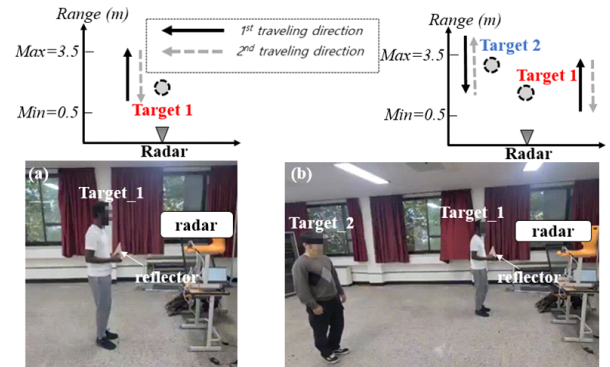 Range (m)
Max=3.5
Min=0.5
Target 1
Radar
1st traveling direction
2nd traveling direction
Range (m)
Max=3.5
Min=0.5
Target 2
Target 1
Radar
(a)
Target_1
radar
reflector
(b)
Target_2
Target_1
radar
reflector